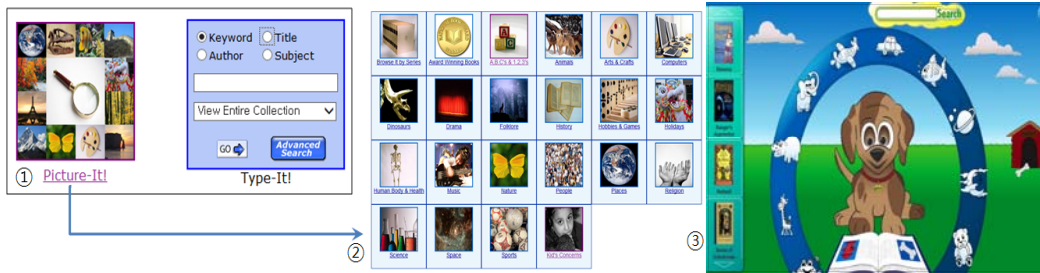 Keyword Title
Author Subject
View Entire Collection
GO
Advanced
Search
① Picture-It!
Type-It!
②
Browse It by Series
Award Winning Books
A,B,C's & 1,2,3's
Animals
Arts & Crafts
Computers
Dinosaurs
Drama
Folklore
History
Hobbies & Games
Holidays
Human Body & Health
Music
Nature
People
Places
Religion
Science
Space
Sports
Kid's Concerns
③
Search